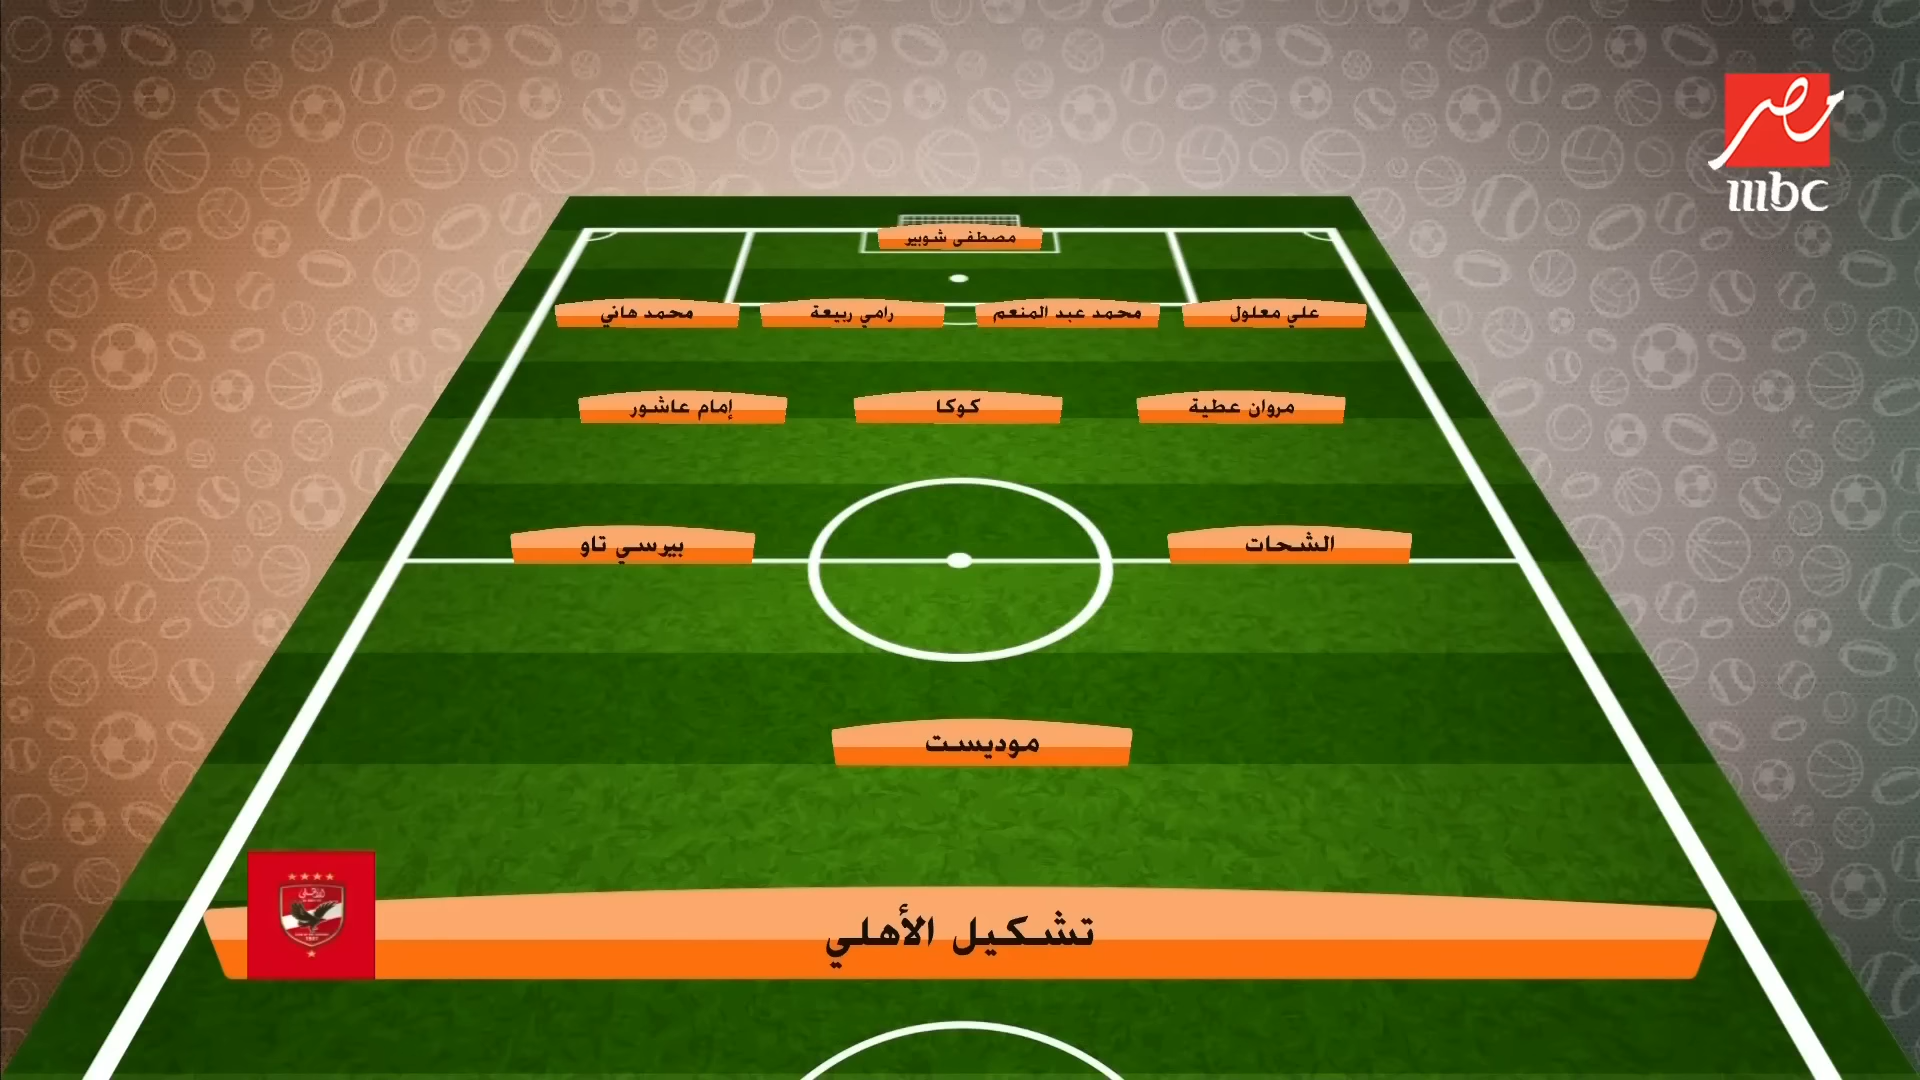 مصر
mbc
مصطفى شوبير
علي معلول
محمد عبد المنعم
رامي ربيعة
محمد هاني
مروان عطية
كوكا
إمام عاشور
الشحات
بيرسي تاو
موديست
تشكيل الأهلي